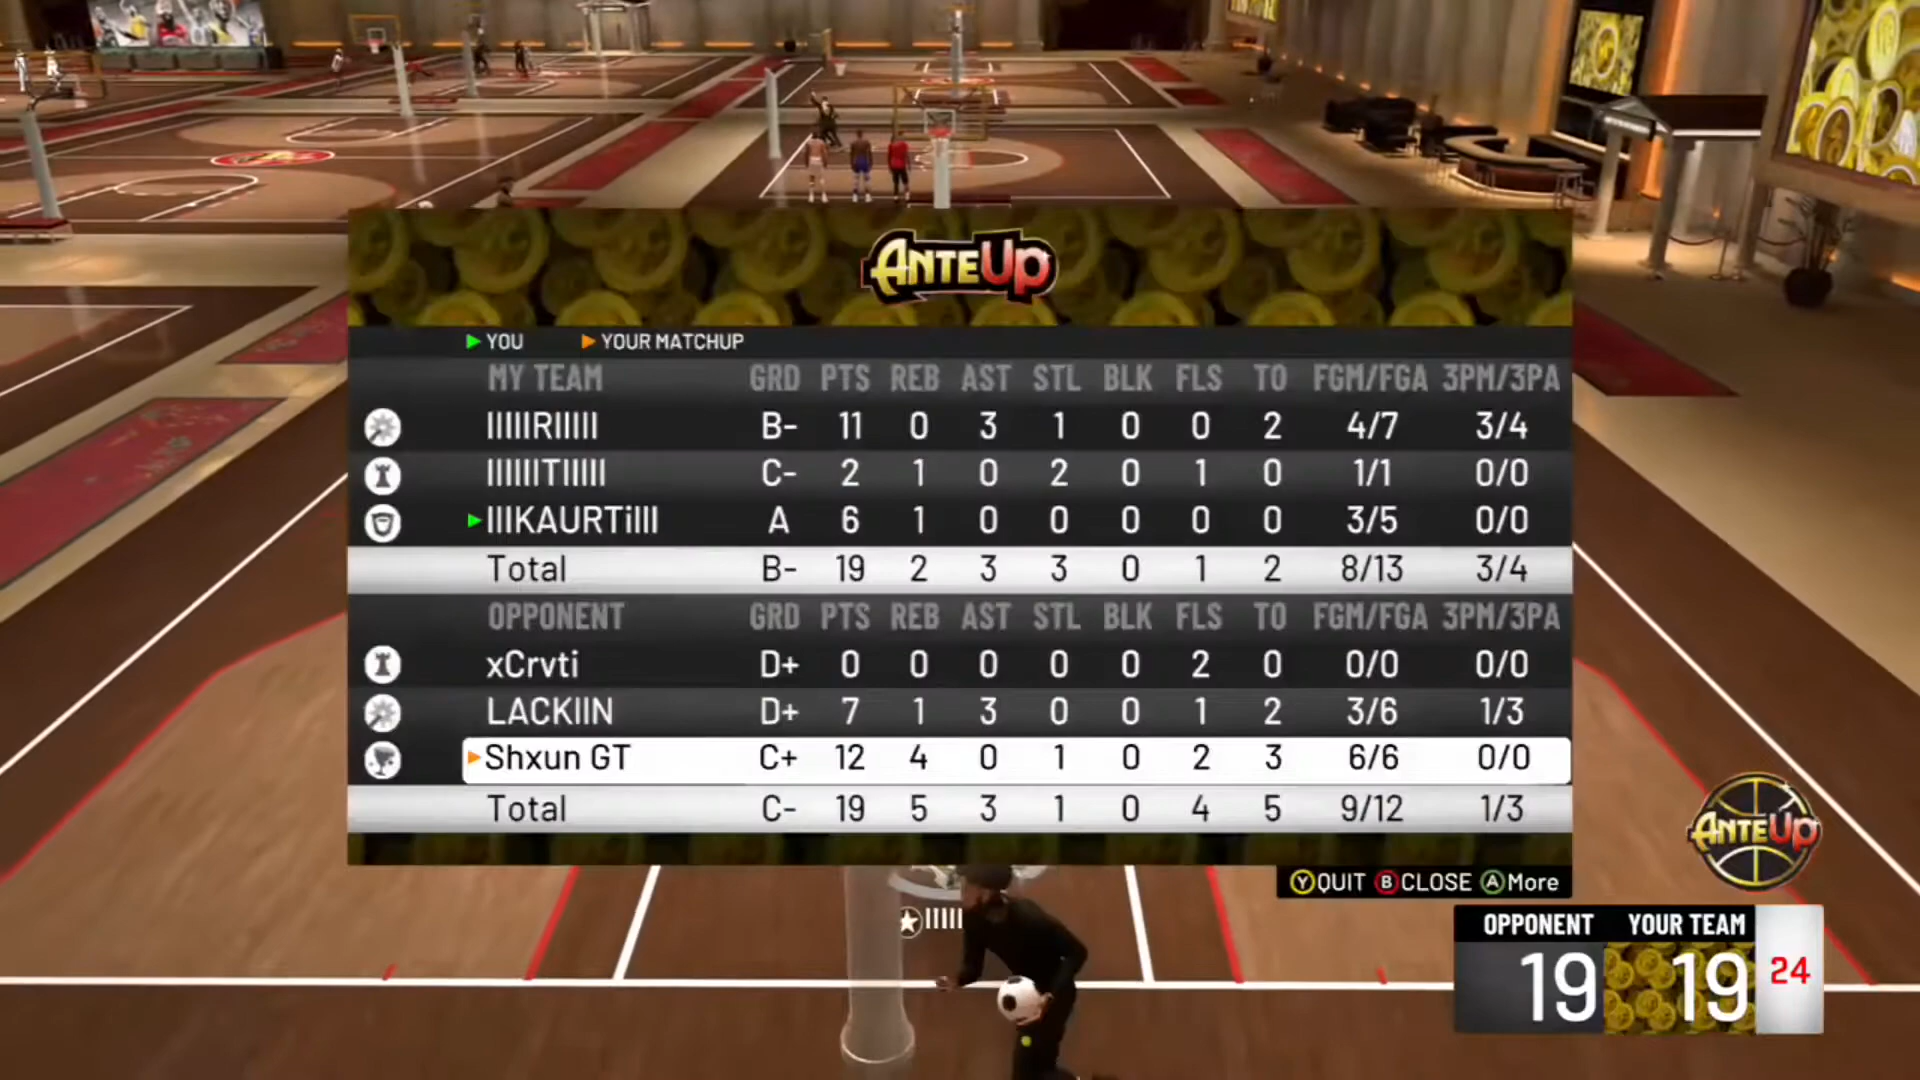 ANTEUP
YOU YOUR MATCHUP
MY TEAM GRD PTS REB AST STL BLK FLS TO FGM/FGA 3PM/3PA
IIIIIRIIIII B- 11 0 3 1 0 0 2 4/7 3/4
IIIIIITIIIII C- 2 1 0 2 0 1 0 1/1 0/0
IIIKAURTiIII A 6 1 0 0 0 0 0 3/5 0/0
Total B- 19 2 3 3 0 1 2 8/13 3/4
OPPONENT GRD PTS REB AST STL BLK FLS TO FGM/FGA 3PM/3PA
xCrvti D+ 0 0 0 0 0 2 0 0/0 0/0
LACKIIN D+ 7 1 3 0 0 1 2 3/6 1/3
Shxun GT C+ 12 4 0 1 0 2 3 6/6 0/0
Total C- 19 5 3 1 0 4 5 9/12 1/3
ANTEUP
Y QUIT B CLOSE A More
IIIII
OPPONENT YOUR TEAM
19 19 24